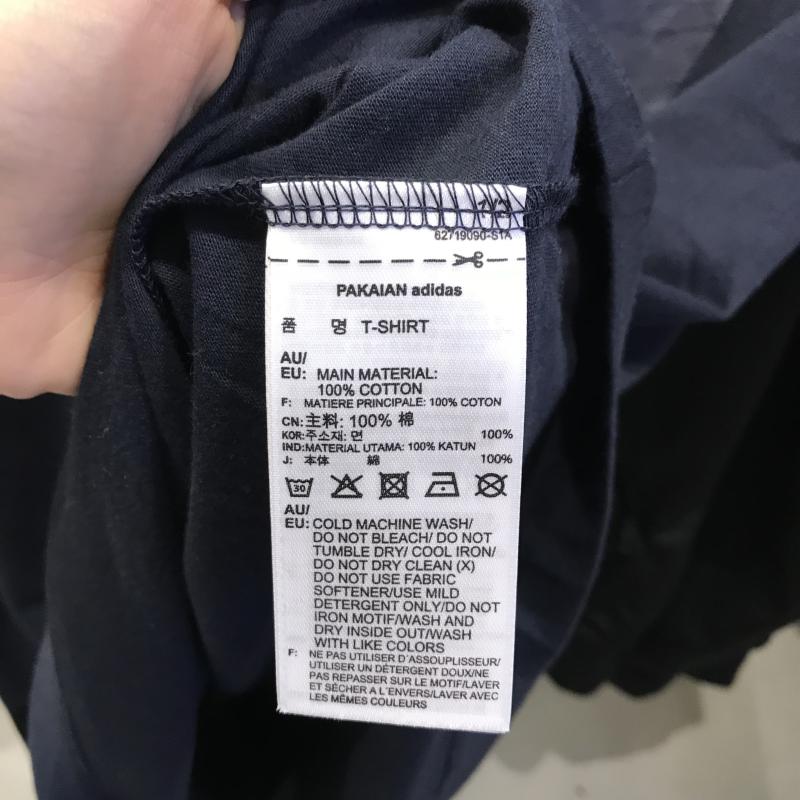 1/3
62719090-S1A
PAKAIAN adidas
품 명 T-SHIRT
AU/
EU: MAIN MATERIAL:
100% COTTON
F: MATIERE PRINCIPALE: 100% COTON
CN: 主料: 100% 棉
KOR: 주소재: 면 100%
IND: MATERIAL UTAMA: 100% KATUN
J: 本体 綿 100%
30
AU/
EU: COLD MACHINE WASH/
DO NOT BLEACH/ DO NOT
TUMBLE DRY/ COOL IRON/
DO NOT DRY CLEAN (X)
DO NOT USE FABRIC
SOFTENER/USE MILD
DETERGENT ONLY/DO NOT
IRON MOTIF/WASH AND
DRY INSIDE OUT/WASH
WITH LIKE COLORS
F: NE PAS UTILISER D'ASSOUPLISSEUR/
UTILISER UN DÉTERGENT DOUX/NE
PAS REPASSER SUR LE MOTIF/LAVER
ET SÉCHER A L'ENVERS/LAVER AVEC
LES MÊMES COULEURS